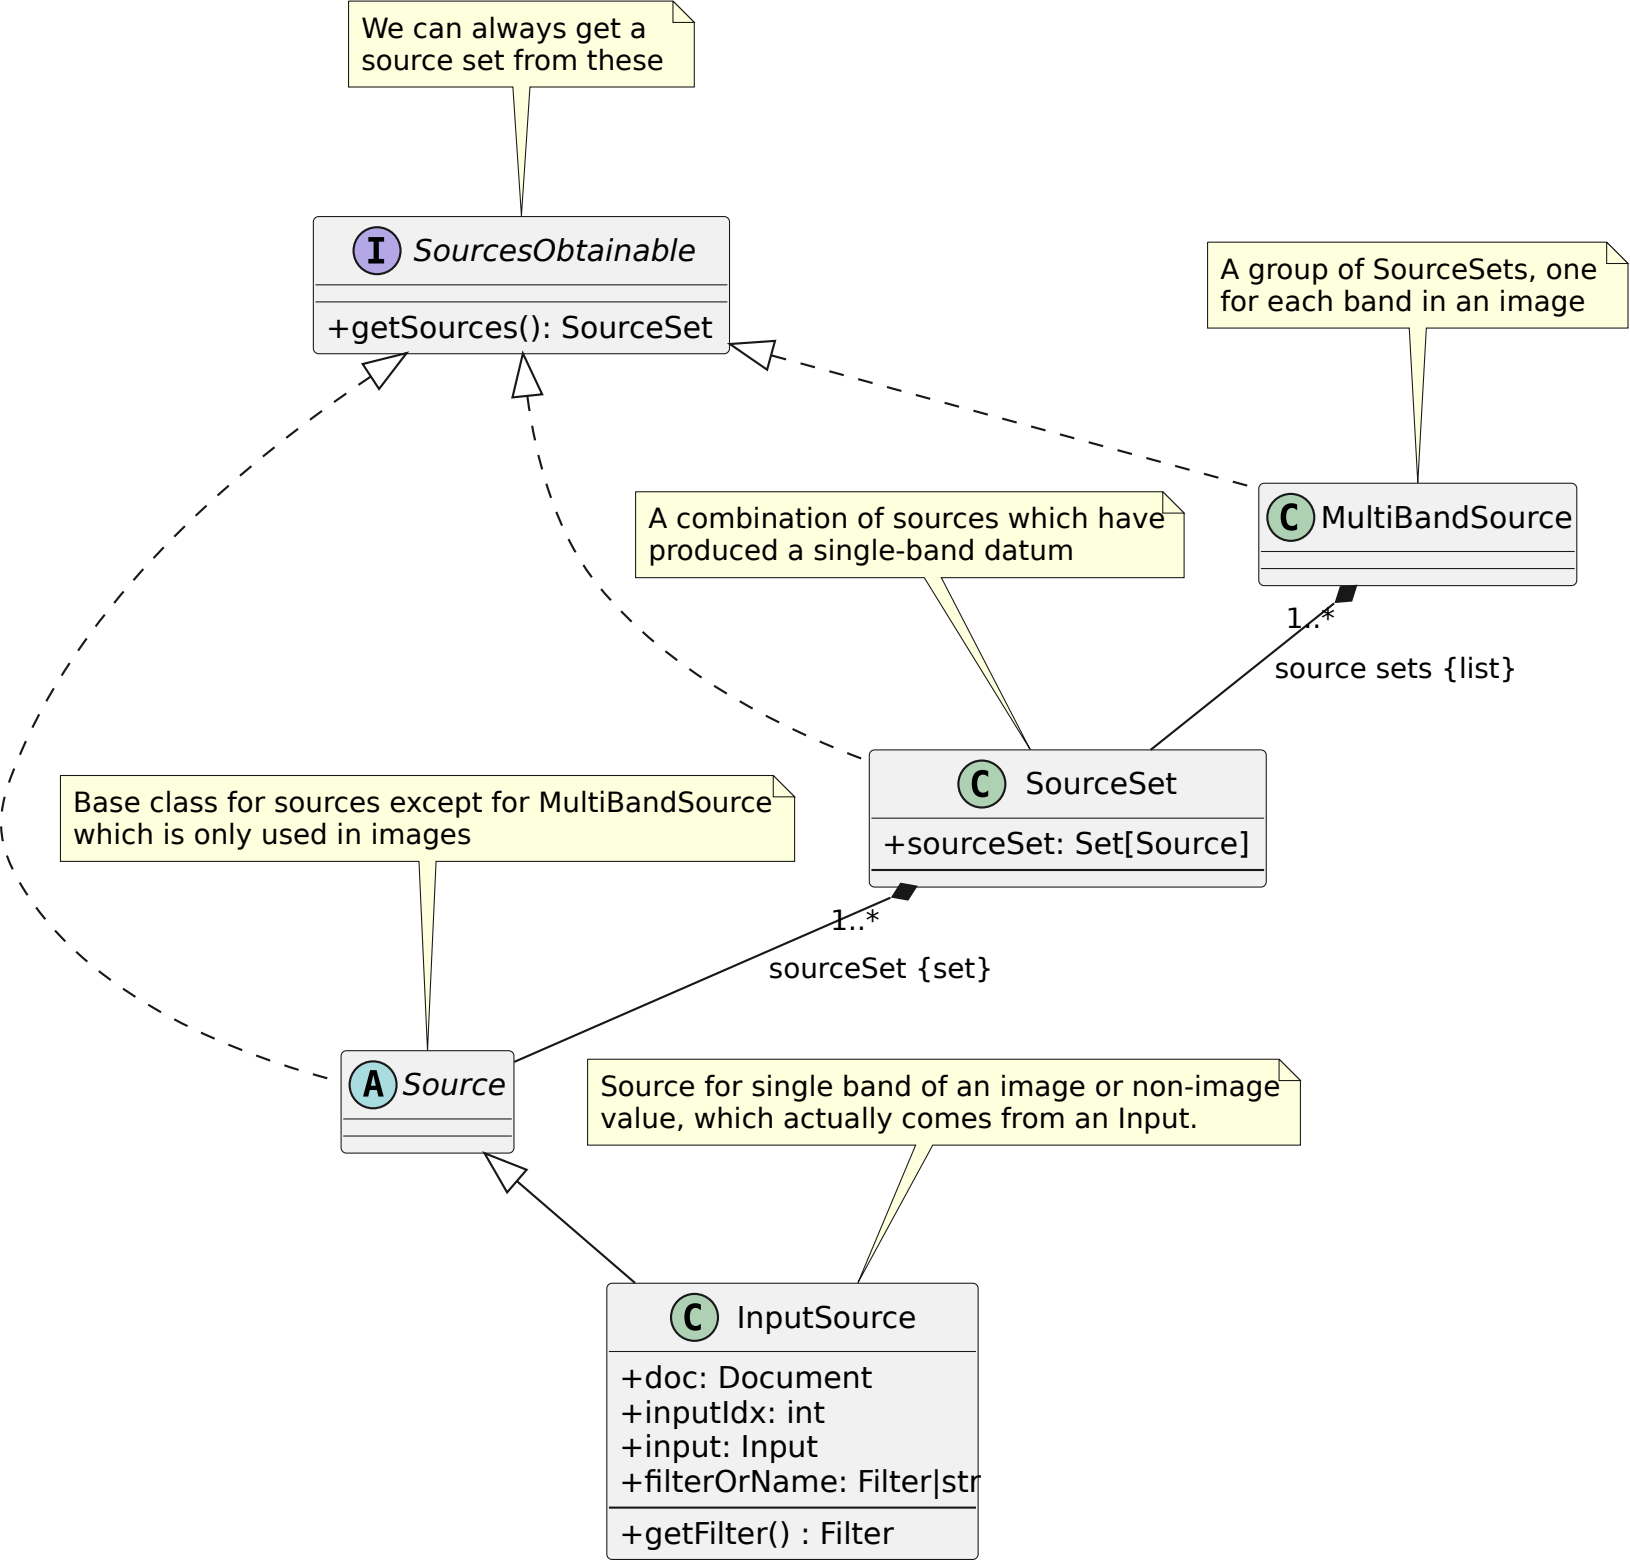 We can always get a
source set from these
I SourcesObtainable
+getSources(): SourceSet
A group of SourceSets, one
for each band in an image
A combination of sources which have
produced a single-band datum
C MultiBandSource
1..*
source sets {list}
Base class for sources except for MultiBandSource
which is only used in images
C SourceSet
+sourceSet: Set[Source]
1..*
sourceSet {set}
A Source
Source for single band of an image or non-image
value, which actually comes from an Input.
C InputSource
+doc: Document
+inputIdx: int
+input: Input
+filterOrName: Filter|str
+getFilter() : Filter